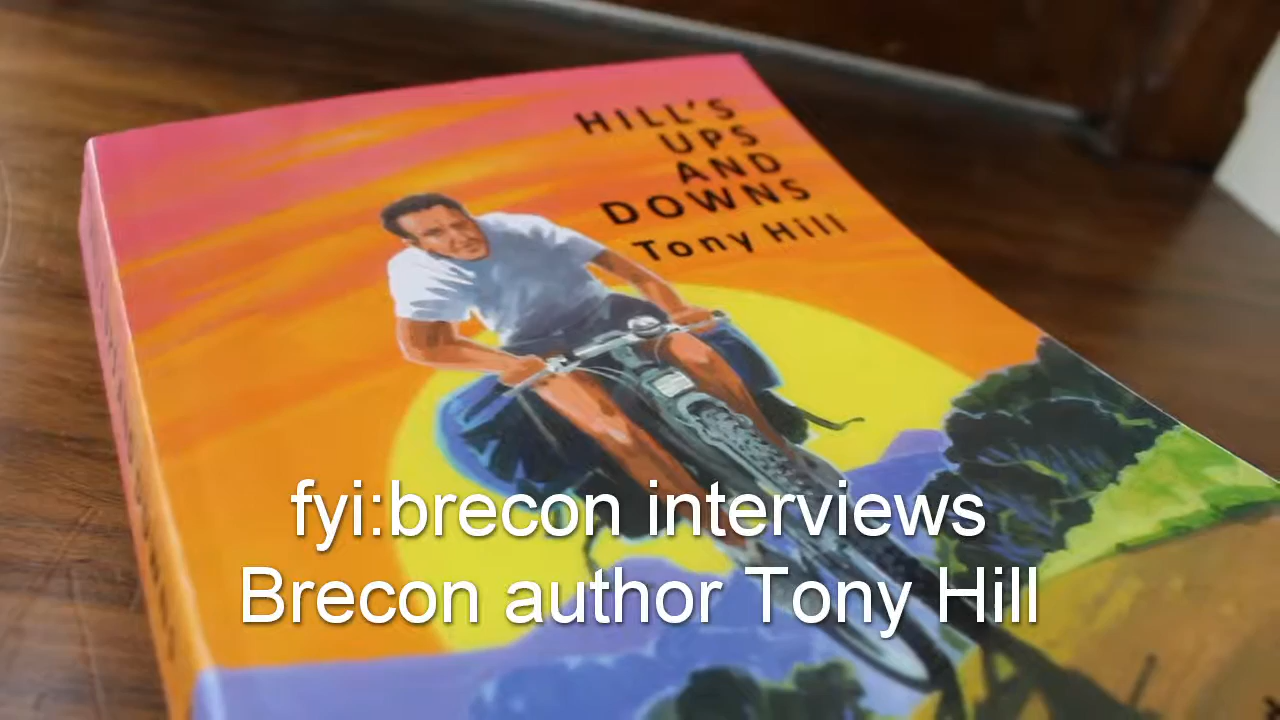 HILL'S
UPS
AND
DOWNS
Tony Hill
fyi:brecon interviews
Brecon author Tony Hill